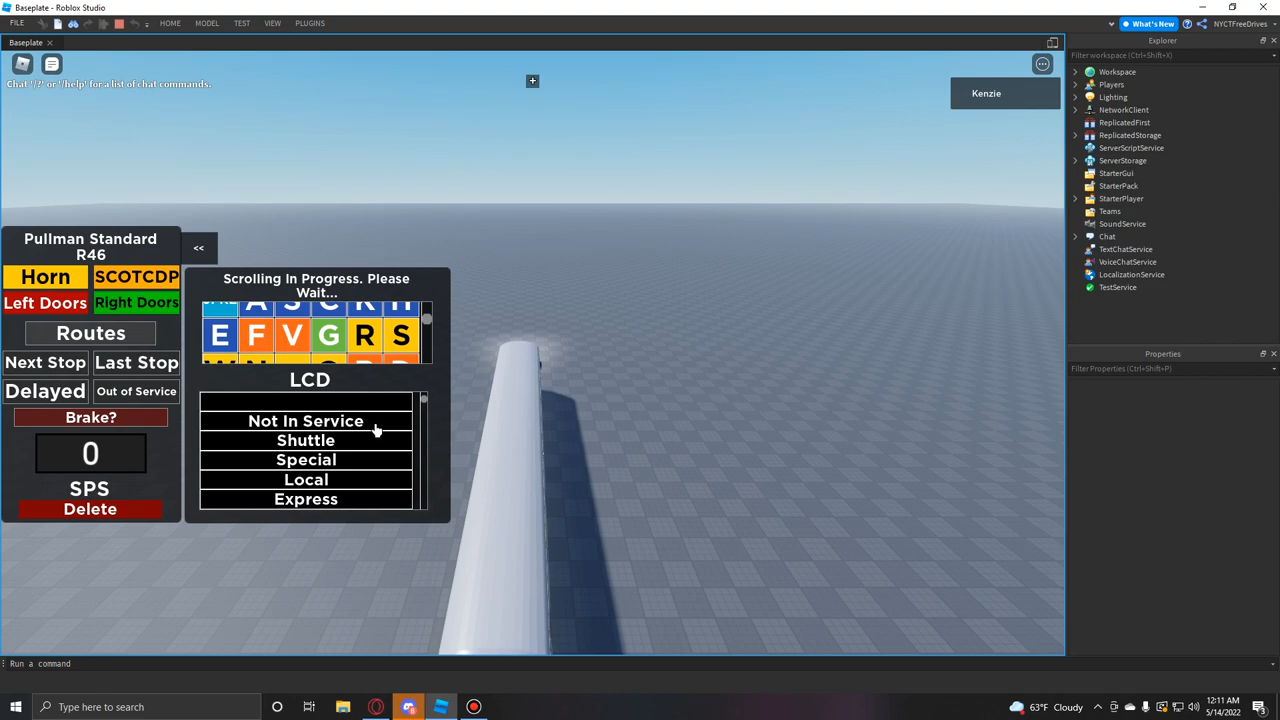 Baseplate - Roblox Studio
FILE
HOME
MODEL
TEST
VIEW
PLUGINS
What's New
NYCTFreeDrives
Baseplate
Chat '/?' or '/help' for a list of chat commands.
Kenzie
Explorer
Filter workspace (Ctrl+Shift+X)
Workspace
Players
Lighting
NetworkClient
ReplicatedFirst
ReplicatedStorage
ServerScriptService
ServerStorage
StarterGui
StarterPack
StarterPlayer
Teams
SoundService
Chat
TextChatService
VoiceChatService
LocalizationService
TestService
Properties
Filter Properties (Ctrl+Shift+P)
Pullman Standard
R46
<<
Horn
SCOTCDP
Left Doors
Right Doors
Routes
Next Stop
Last Stop
Delayed
Out of Service
Brake?
0
SPS
Delete
Scrolling In Progress. Please
Wait...
E F V G R S
LCD
Not In Service
Shuttle
Special
Local
Express
Run a command
Type here to search
63°F Cloudy
12:11 AM
5/14/2022
3